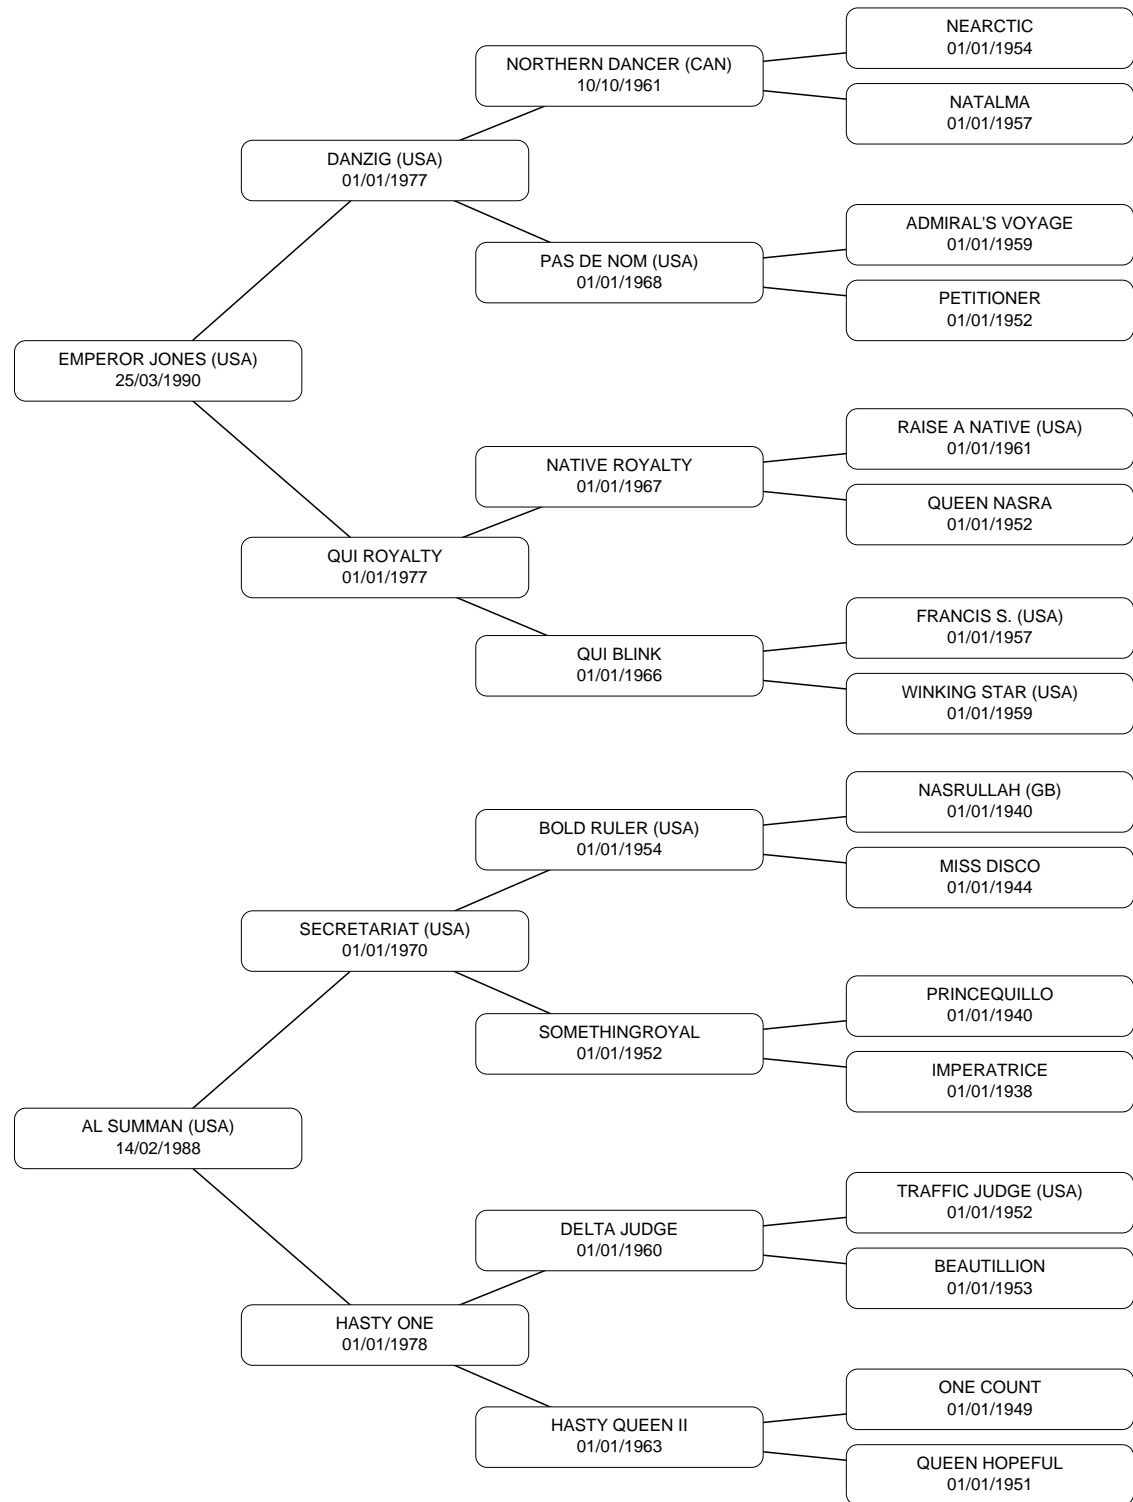 NEARCTIC
01/01/1954
NORTHERN DANCER (CAN)
10/10/1961
NATALMA
01/01/1957
DANZIG (USA)
01/01/1977
ADMIRAL'S VOYAGE
01/01/1959
PAS DE NOM (USA)
01/01/1968
PETITIONER
01/01/1952
EMPEROR JONES (USA)
25/03/1990
RAISE A NATIVE (USA)
01/01/1961
NATIVE ROYALTY
01/01/1967
QUEEN NASRA
01/01/1952
QUI ROYALTY
01/01/1977
FRANCIS S. (USA)
01/01/1957
QUI BLINK
01/01/1966
WINKING STAR (USA)
01/01/1959
NASRULLAH (GB)
01/01/1940
BOLD RULER (USA)
01/01/1954
MISS DISCO
01/01/1944
SECRETARIAT (USA)
01/01/1970
PRINCEQUILLO
01/01/1940
SOMETHINGROYAL
01/01/1952
IMPERATRICE
01/01/1938
AL SUMMAN (USA)
14/02/1988
TRAFFIC JUDGE (USA)
01/01/1952
DELTA JUDGE
01/01/1960
BEAUTILLION
01/01/1953
HASTY ONE
01/01/1978
ONE COUNT
01/01/1949
HASTY QUEEN II
01/01/1963
QUEEN HOPEFUL
01/01/1951